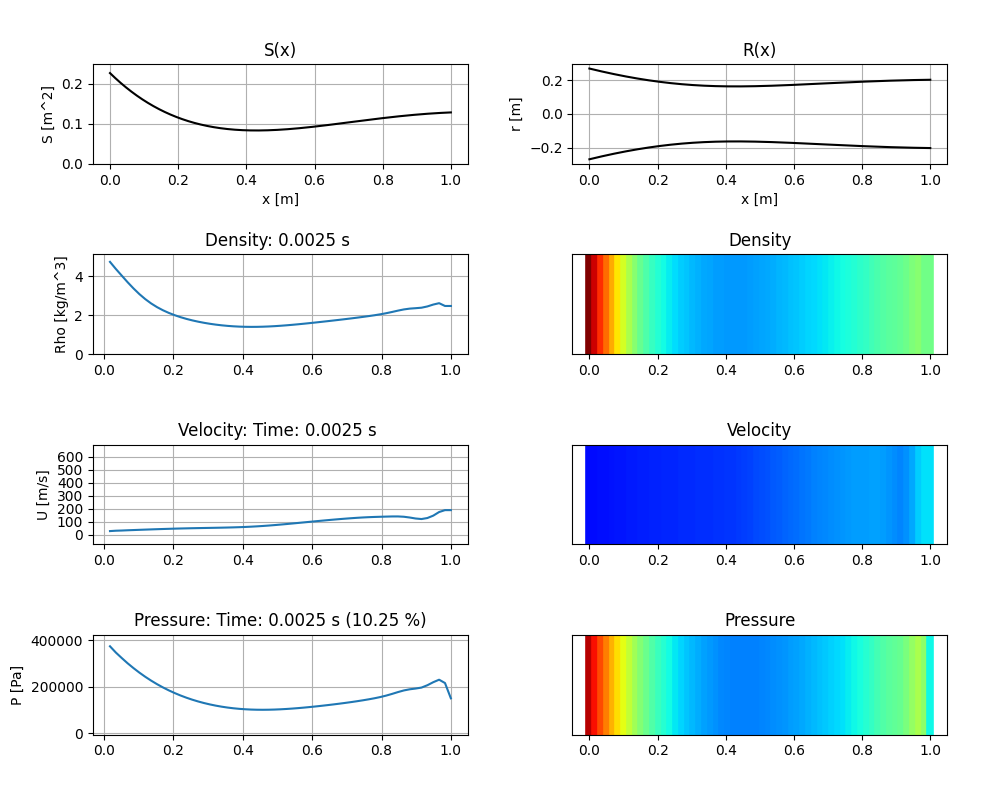 S(x)
S [m^2]
0.2
0.1
0.0
0.0 0.2 0.4 0.6 0.8 1.0
x [m]
R(x)
r [m]
0.2
0.0
−0.2
0.0 0.2 0.4 0.6 0.8 1.0
x [m]
Density: 0.0025 s
Rho [kg/m^3]
4
2
0
0.0 0.2 0.4 0.6 0.8 1.0
Density
0.0 0.2 0.4 0.6 0.8 1.0
Velocity: Time: 0.0025 s
U [m/s]
600
500
400
300
200
100
0
0.0 0.2 0.4 0.6 0.8 1.0
Velocity
0.0 0.2 0.4 0.6 0.8 1.0
Pressure: Time: 0.0025 s (10.25 %)
P [Pa]
400000
200000
0
0.0 0.2 0.4 0.6 0.8 1.0
Pressure
0.0 0.2 0.4 0.6 0.8 1.0